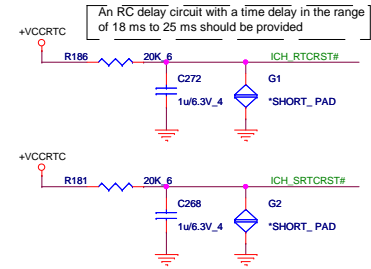 An RC delay circuit with a time delay in the range
of 18 ms to 25 ms should be provided
+VCCRTC
R186 20K_6 ICH_RTCRST#
C272 G1
1u/6.3V_4 *SHORT_ PAD
+VCCRTC
R181 20K_6 ICH_SRTCRST#
C268 G2
1u/6.3V_4 *SHORT_ PAD